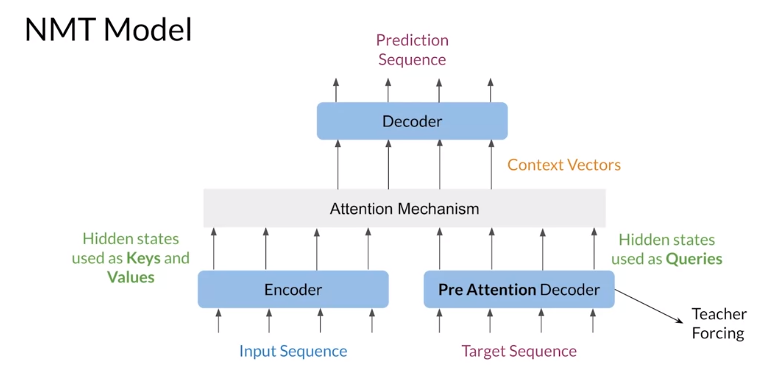 NMT Model
Prediction
Sequence
Decoder
Context Vectors
Attention Mechanism
Hidden states
used as Keys and
Values
Hidden states
used as Queries
Encoder
Pre Attention Decoder
Teacher
Forcing
Input Sequence
Target Sequence